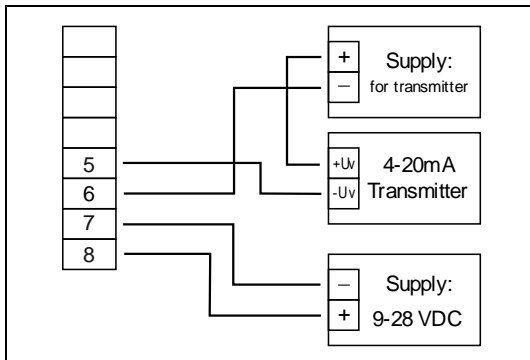 5
6
7
8
+
−
Supply:
for transmitter
+Uv
-Uv
4-20mA
Transmitter
−
+
Supply:
9-28 VDC